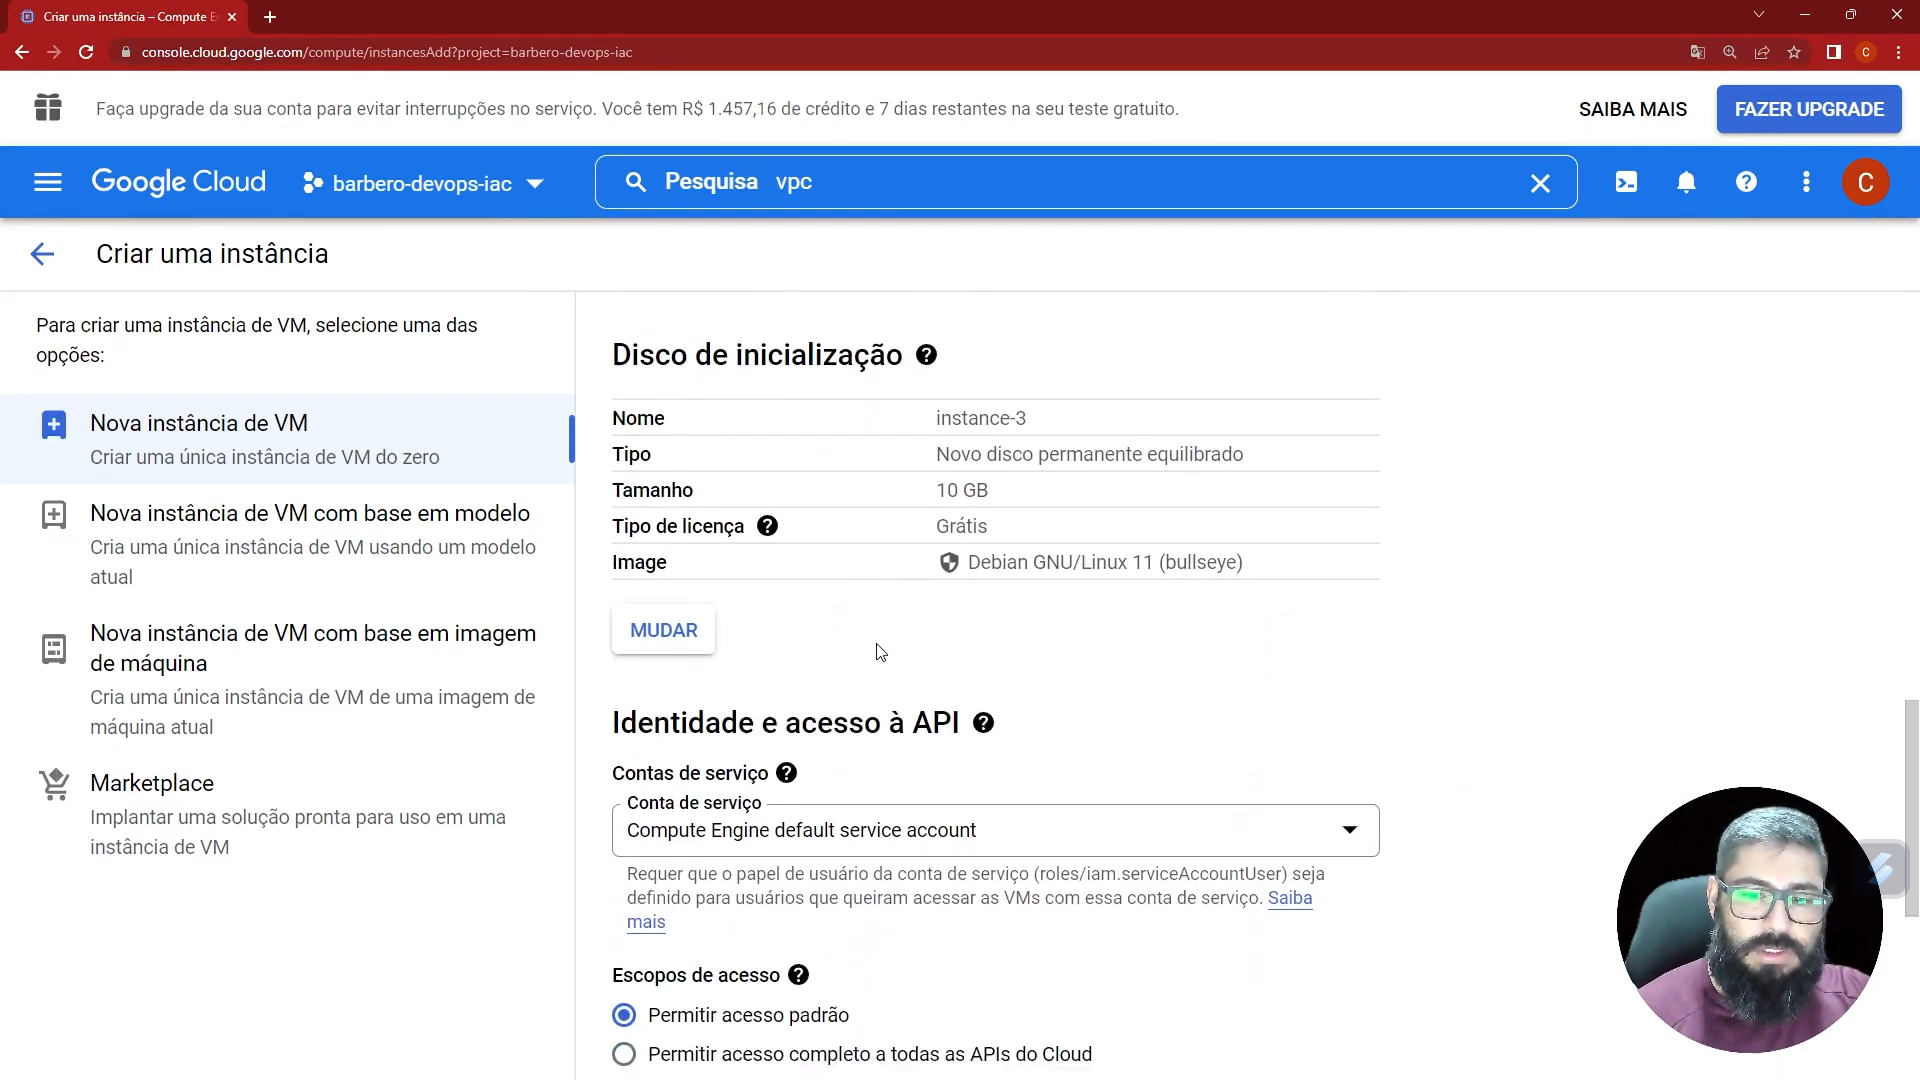 Criar uma instância – Compute E
console.cloud.google.com/compute/instancesAdd?project=barbero-devops-iac
C
Faça upgrade da sua conta para evitar interrupções no serviço. Você tem R$ 1.457,16 de crédito e 7 dias restantes na seu teste gratuito.
SAIBA MAIS
FAZER UPGRADE
Google Cloud
barbero-devops-iac
Pesquisa vpc
C
Criar uma instância
Para criar uma instância de VM, selecione uma das
opções:
Nova instância de VM
Criar uma única instância de VM do zero
Nova instância de VM com base em modelo
Cria uma única instância de VM usando um modelo
atual
Nova instância de VM com base em imagem
de máquina
Cria uma única instância de VM de uma imagem de
máquina atual
Marketplace
Implantar uma solução pronta para uso em uma
instância de VM
Disco de inicialização
Nome instance-3
Tipo Novo disco permanente equilibrado
Tamanho 10 GB
Tipo de licença Grátis
Image Debian GNU/Linux 11 (bullseye)
MUDAR
Identidade e acesso à API
Contas de serviço
Conta de serviço
Compute Engine default service account
Requer que o papel de usuário da conta de serviço (roles/iam.serviceAccountUser) seja
definido para usuários que queiram acessar as VMs com essa conta de serviço. Saiba
mais
Escopos de acesso
Permitir acesso padrão
Permitir acesso completo a todas as APIs do Cloud